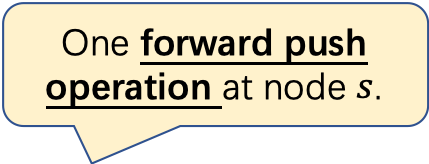 One forward push
operation at node s.